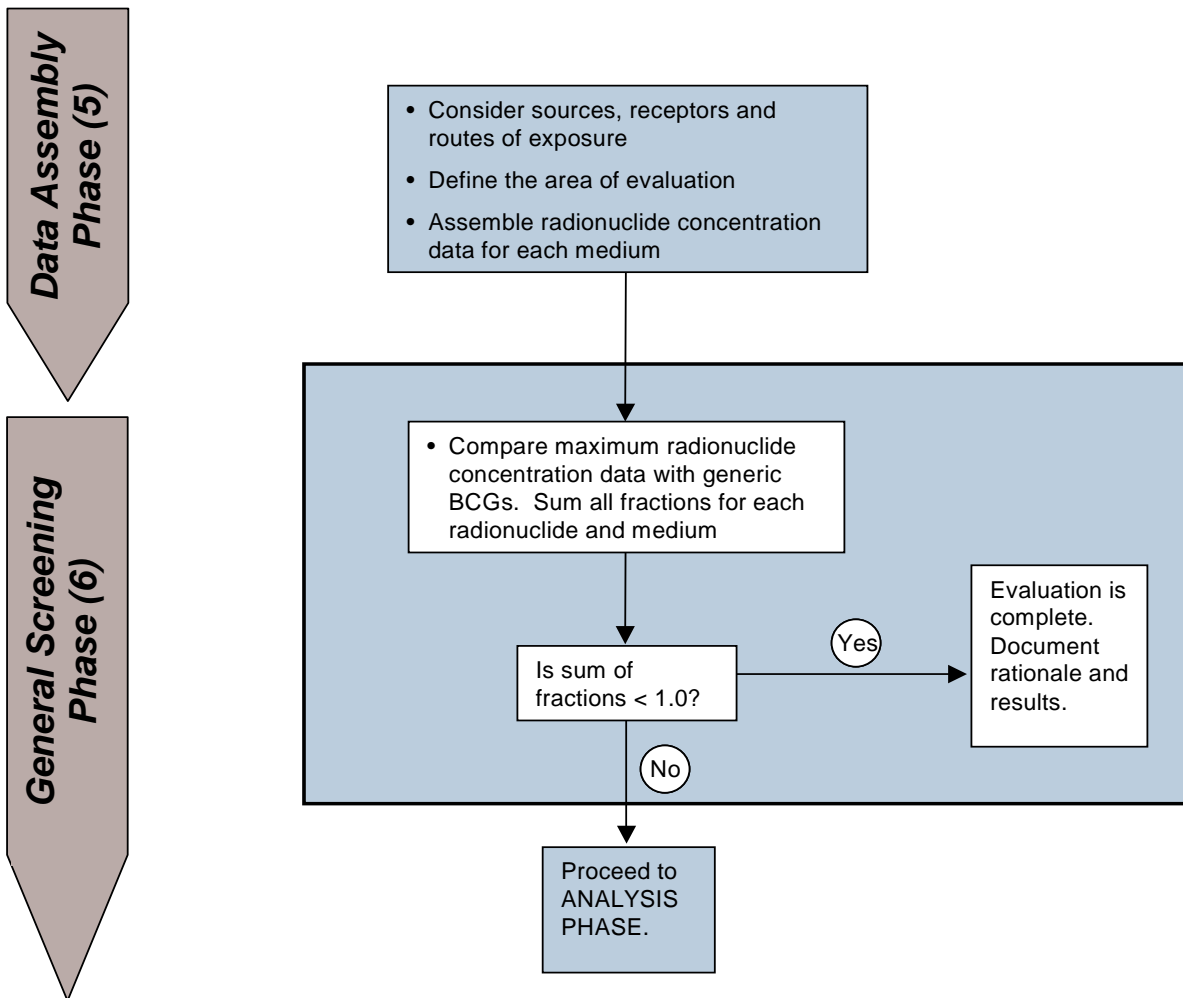 Data Assembly
Phase (5)
• Consider sources, receptors and
routes of exposure
• Define the area of evaluation
• Assemble radionuclide concentration
data for each medium
General Screening
Phase (6)
• Compare maximum radionuclide
concentration data with generic
BCGs. Sum all fractions for each
radionuclide and medium
Is sum of
fractions < 1.0?
Yes
Evaluation is
complete.
Document
rationale and
results.
No
Proceed to
ANALYSIS
PHASE.